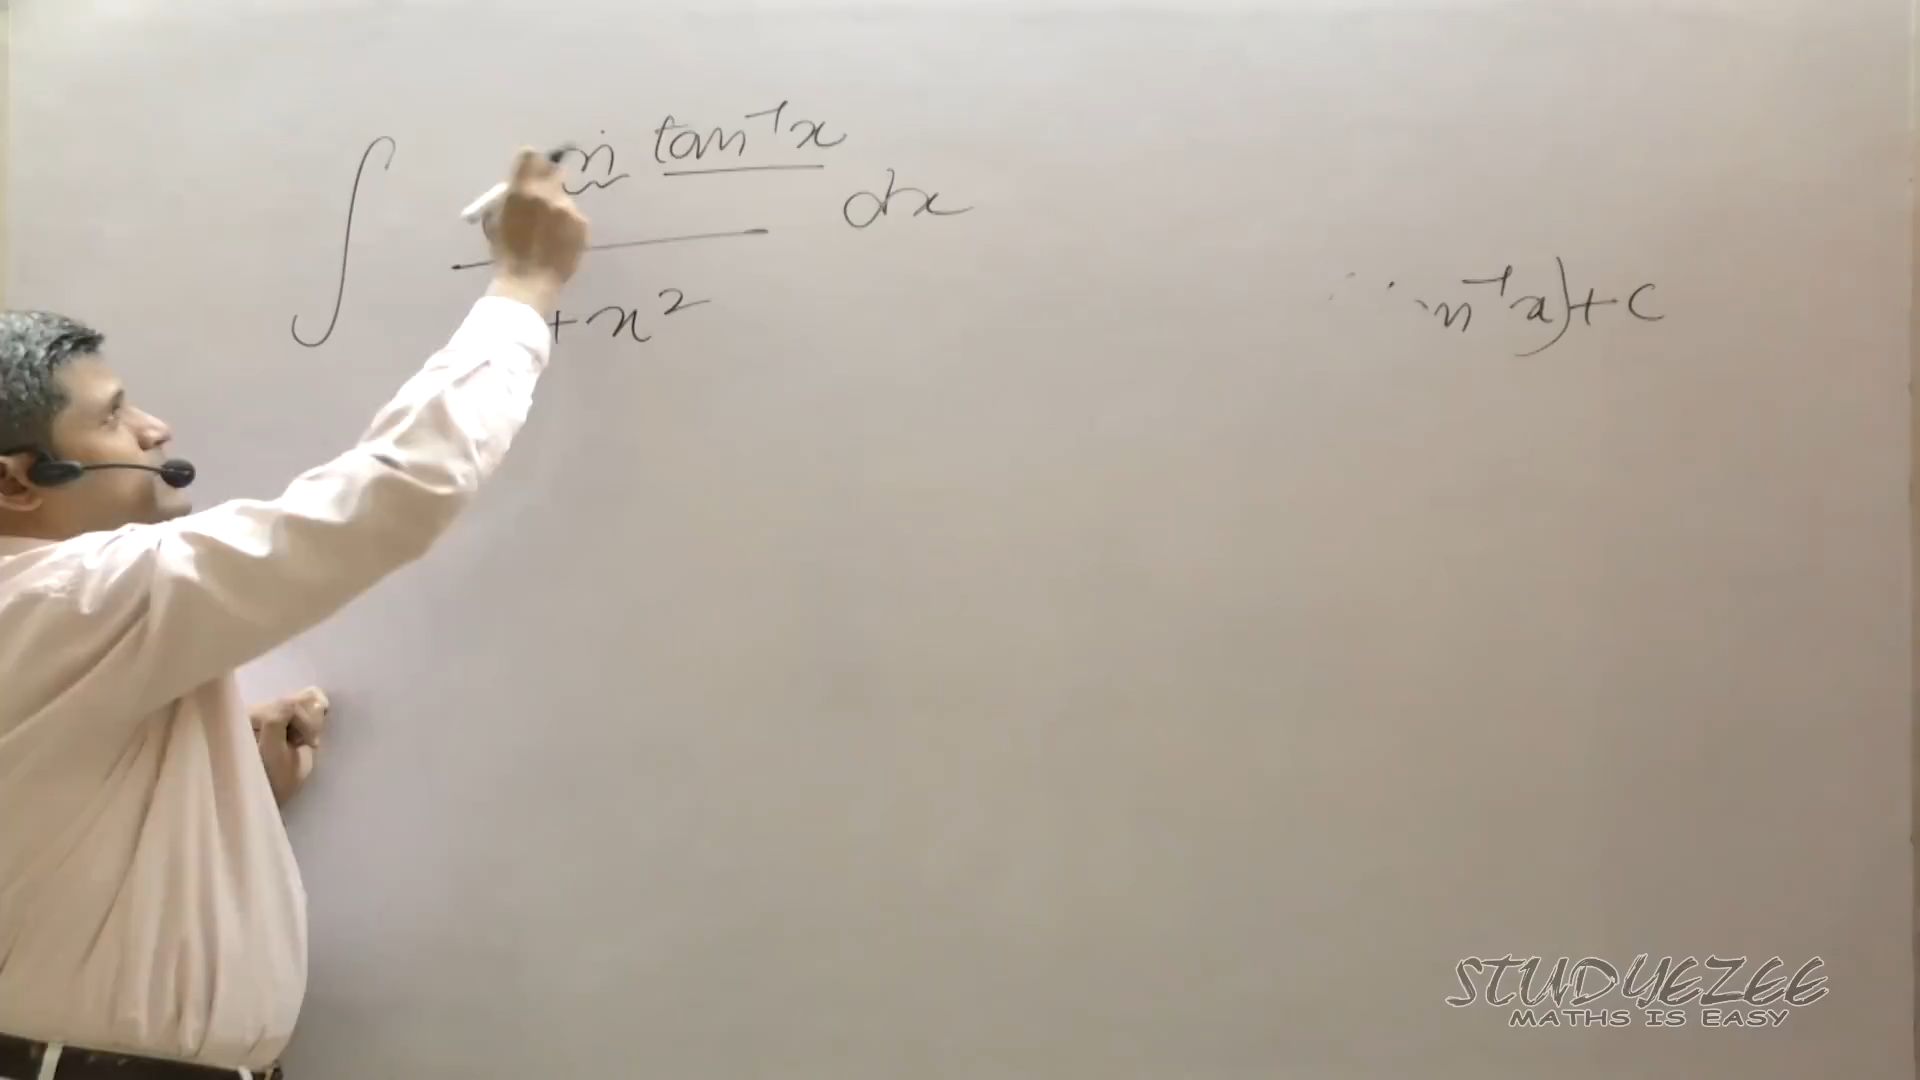 ∫ tan⁻¹x dx
+ x²
n⁻¹x) + c
STUDYEZEE
MATHS IS EASY